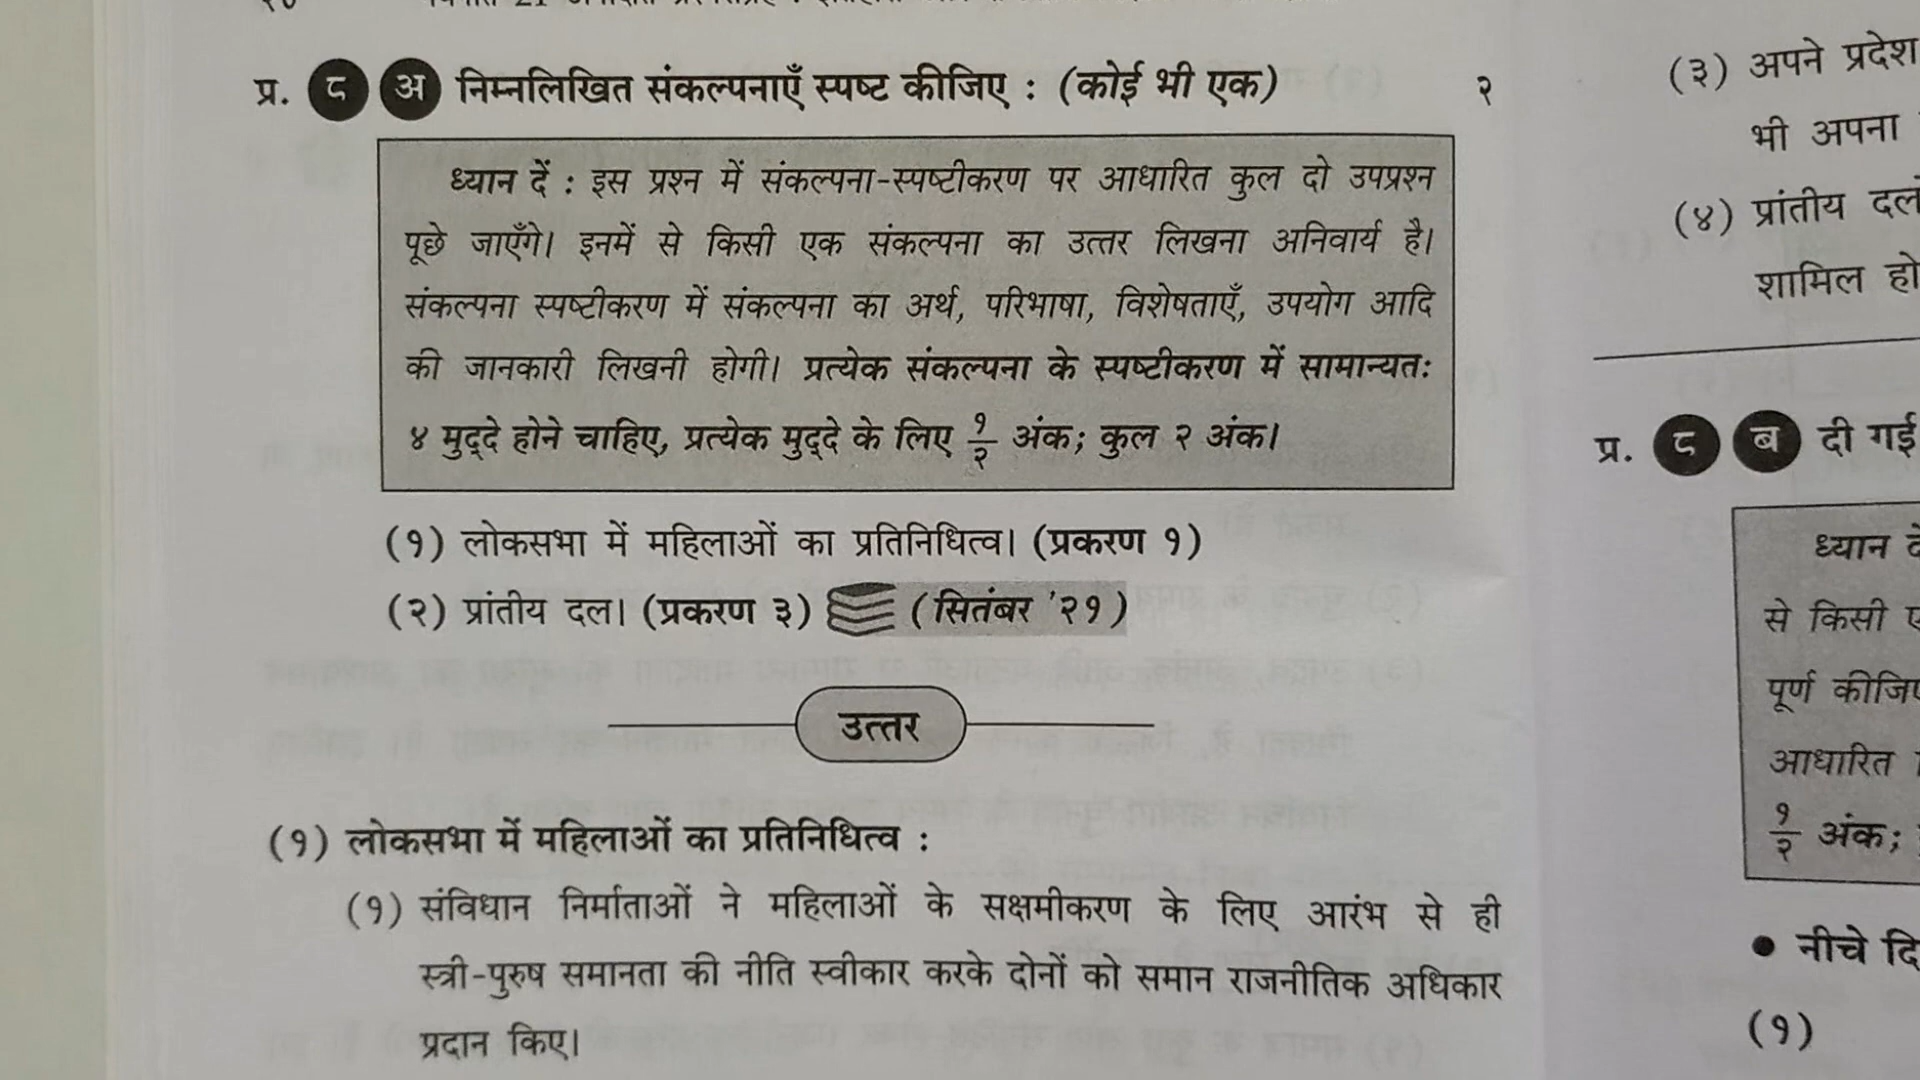 प्र. ८ अ निम्नलिखित संकल्पनाएँ स्पष्ट कीजिए : (कोई भी एक) २
ध्यान दें : इस प्रश्न में संकल्पना-स्पष्टीकरण पर आधारित कुल दो उपप्रश्न
पूछे जाएँगे। इनमें से किसी एक संकल्पना का उत्तर लिखना अनिवार्य है।
संकल्पना स्पष्टीकरण में संकल्पना का अर्थ, परिभाषा, विशेषताएँ, उपयोग आदि
की जानकारी लिखनी होगी। प्रत्येक संकल्पना के स्पष्टीकरण में सामान्यतः
४ मुद्दे होने चाहिए, प्रत्येक मुद्दे के लिए १/२ अंक; कुल २ अंक।
(१) लोकसभा में महिलाओं का प्रतिनिधित्व। (प्रकरण १)
(२) प्रांतीय दल। (प्रकरण ३) (सितंबर '२१)
उत्तर
(१) लोकसभा में महिलाओं का प्रतिनिधित्व :
(१) संविधान निर्माताओं ने महिलाओं के सक्षमीकरण के लिए आरंभ से ही
स्त्री-पुरुष समानता की नीति स्वीकार करके दोनों को समान राजनीतिक अधिकार
प्रदान किए।
(३) अपने प्रदेश
भी अपना
(४) प्रांतीय
शामिल हो
प्र. ८ ब दी गई
ध्यान
से किसी
पूर्ण
आधारित
१/२ अंक;
● नीचे
(१)